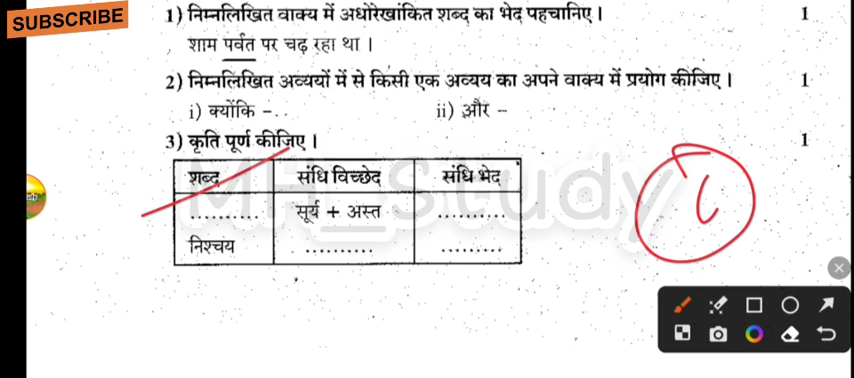 SUBSCRIBE
1) निम्नलिखित वाक्य में अधोरेखांकित शब्द का भेद पहचानिए। 1
शाम पर्वत पर चढ़ रहा था।
2) निम्नलिखित अव्ययों में से किसी एक अव्यय का अपने वाक्य में प्रयोग कीजिए। 1
i) क्योंकि -.. ii) और -
3) कृति पूर्ण कीजिए। 1
शब्द संधि विच्छेद संधि भेद
.......... सूर्य + अस्त ..........
निश्चय .......... .........
MH_Study